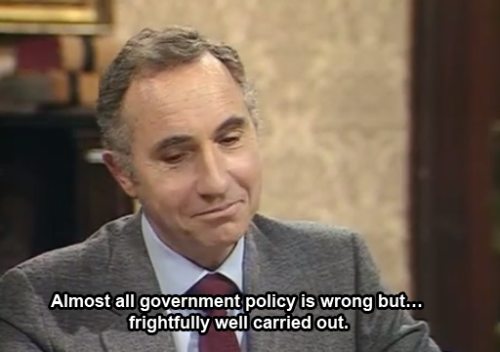 Almost all government policy is wrong but...
frightfully well carried out.